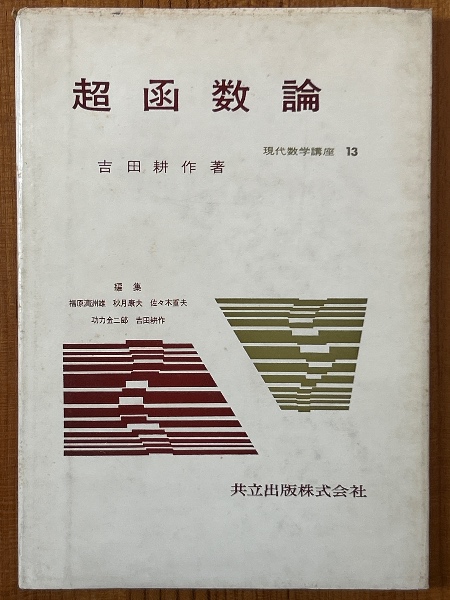 超函数論
現代数学講座 13
吉田耕作著
編集
福原満洲雄 秋月康夫 佐々木重夫
功力金二郎 吉田耕作
共立出版株式会社